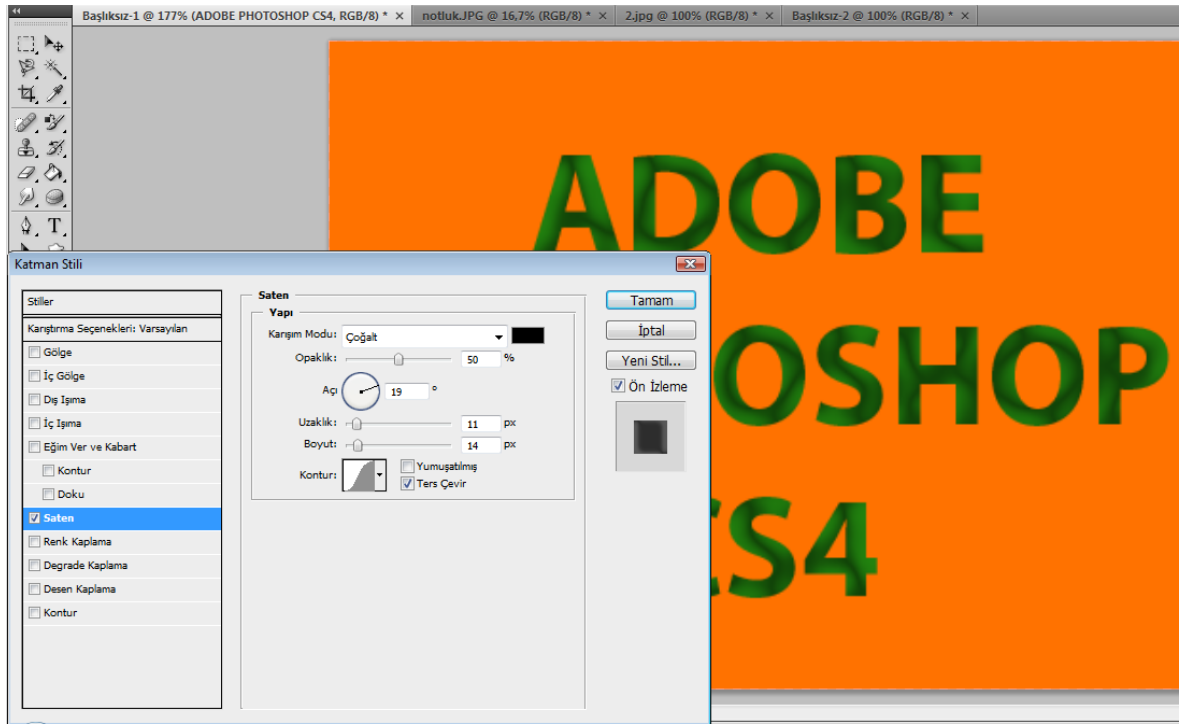 Başlıksız-1 @ 177% (ADOBE PHOTOSHOP CS4, RGB/8) * × notluk.JPG @ 16,7% (RGB/8) * × 2.jpg @ 100% (RGB/8) * × Başlıksız-2 @ 100% (RGB/8) * ×
ADOBE
OSHOP
CS4
Katman Stili
Stiller
Karıştırma Seçenekleri: Varsayılan
Gölge
İç Gölge
Dış Işıma
İç Işıma
Eğim Ver ve Kabart
Kontur
Doku
Saten
Renk Kaplama
Degrade Kaplama
Desen Kaplama
Kontur
Saten
Yapı
Karışım Modu: Çoğalt
Opaklık: 50 %
Açı 19 °
Uzaklık: 11 px
Boyut: 14 px
Kontur: Yumuşatılmış
Ters Çevir
Tamam
İptal
Yeni Stil...
Ön İzleme